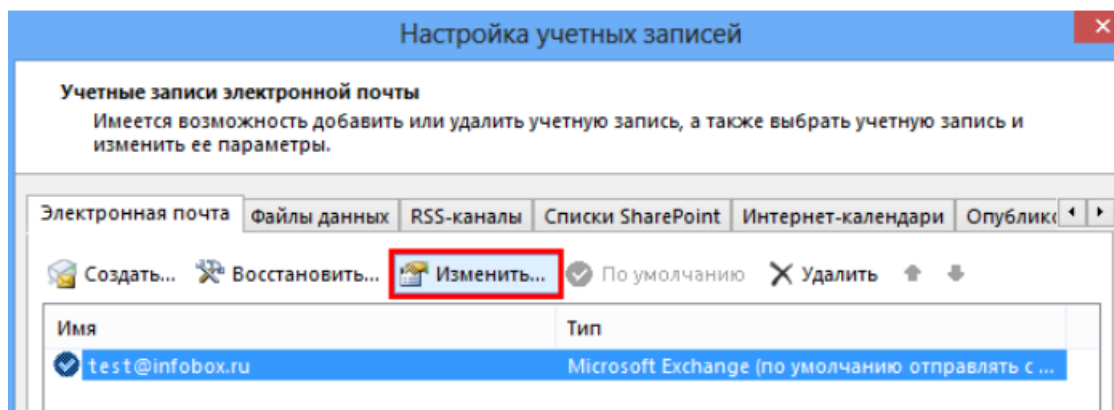 Настройка учетных записей
Учетные записи электронной почты
Имеется возможность добавить или удалить учетную запись, а также выбрать учетную запись и
изменить ее параметры.
Электронная почта Файлы данных RSS-каналы Списки SharePoint Интернет-календари
Создать... Восстановить... Изменить... По умолчанию Удалить
Имя Тип
test@infobox.ru Microsoft Exchange (по умолчанию отправлять с ...